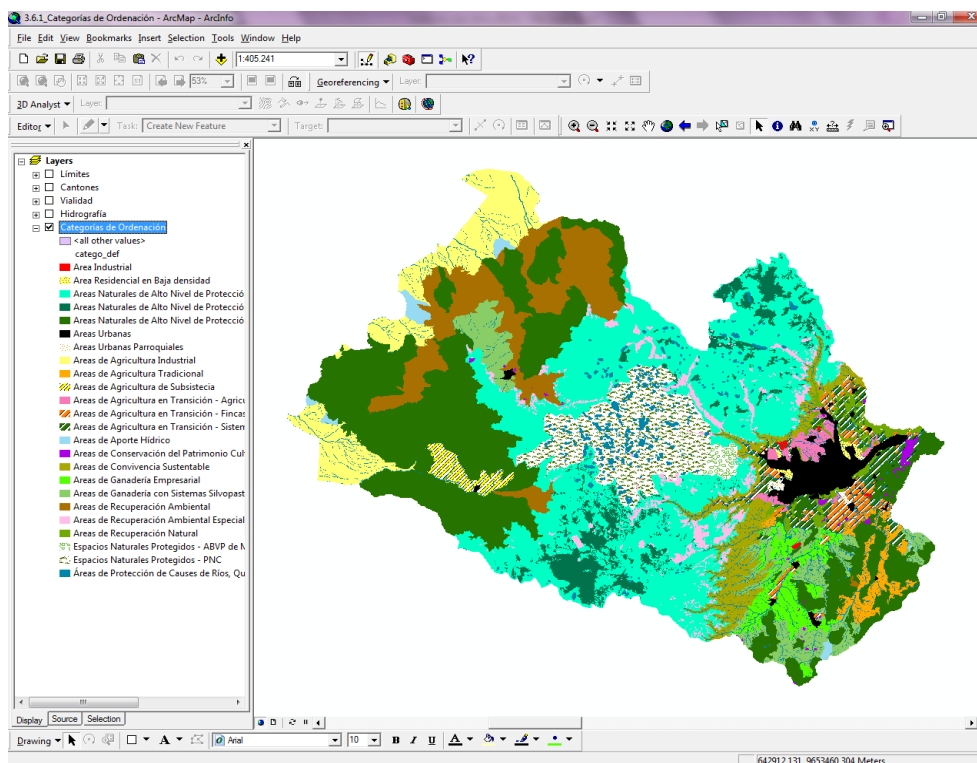 3.6.1_Categorías de Ordenación - ArcMap - ArcInfo
File Edit View Bookmarks Insert Selection Tools Window Help
1:405.241
53% Georeferencing Layer:
3D Analyst Layer:
Editor Task: Create New Feature Target:
Layers
Límites
Cantones
Vialidad
Hidrografía
Categorías de Ordenación
<all other values>
catego_def
Area Industrial
Area Residencial en Baja densidad
Areas Naturales de Alto Nivel de Protecció
Areas Naturales de Alto Nivel de Protecció
Areas Naturales de Alto Nivel de Protecció
Areas Urbanas
Areas Urbanas Parroquiales
Areas de Agricultura Industrial
Areas de Agricultura Tradicional
Areas de Agricultura de Subsistecia
Areas de Agricultura en Transición - Agricu
Areas de Agricultura en Transición - Fincas
Areas de Agricultura en Transición - Sistem
Areas de Aporte Hídrico
Areas de Conservación del Patrimonio Cul
Areas de Convivencia Sustentable
Areas de Ganadería Empresarial
Areas de Ganadería con Sistemas Silvopast
Areas de Recuperación Ambiental
Areas de Recuperación Ambiental Especial
Areas de Recuperación Natural
Espacios Naturales Protegidos - ABVP de M
Espacios Naturales Protegidos - PNC
Áreas de Protección de Causes de Ríos, Qu
Display Source Selection
Drawing A Arial 10 B I U A
642912,131 9653460,304 Meters